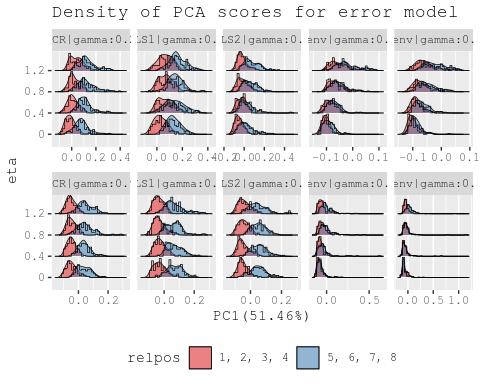 Density of PCA scores for error model
CR|gamma:0. LS1|gamma:0. LS2|gamma:0. env|gamma:0. env|gamma:0.
1.2
0.8
0.4
0
0.0 0.2 0.4 0.0 0.2 0.4 0.2 0.0 0.2 0.4 −0.1 0.0 0.1 −0.1 0.0 0.1
eta
CR|gamma:0. LS1|gamma:0. LS2|gamma:0. env|gamma:0. env|gamma:0.
1.2
0.8
0.4
0
0.0 0.2 0.0 0.2 0.0 0.2 0.0 0.5 0.0 0.5 1.0
PC1(51.46%)
relpos 1, 2, 3, 4 5, 6, 7, 8